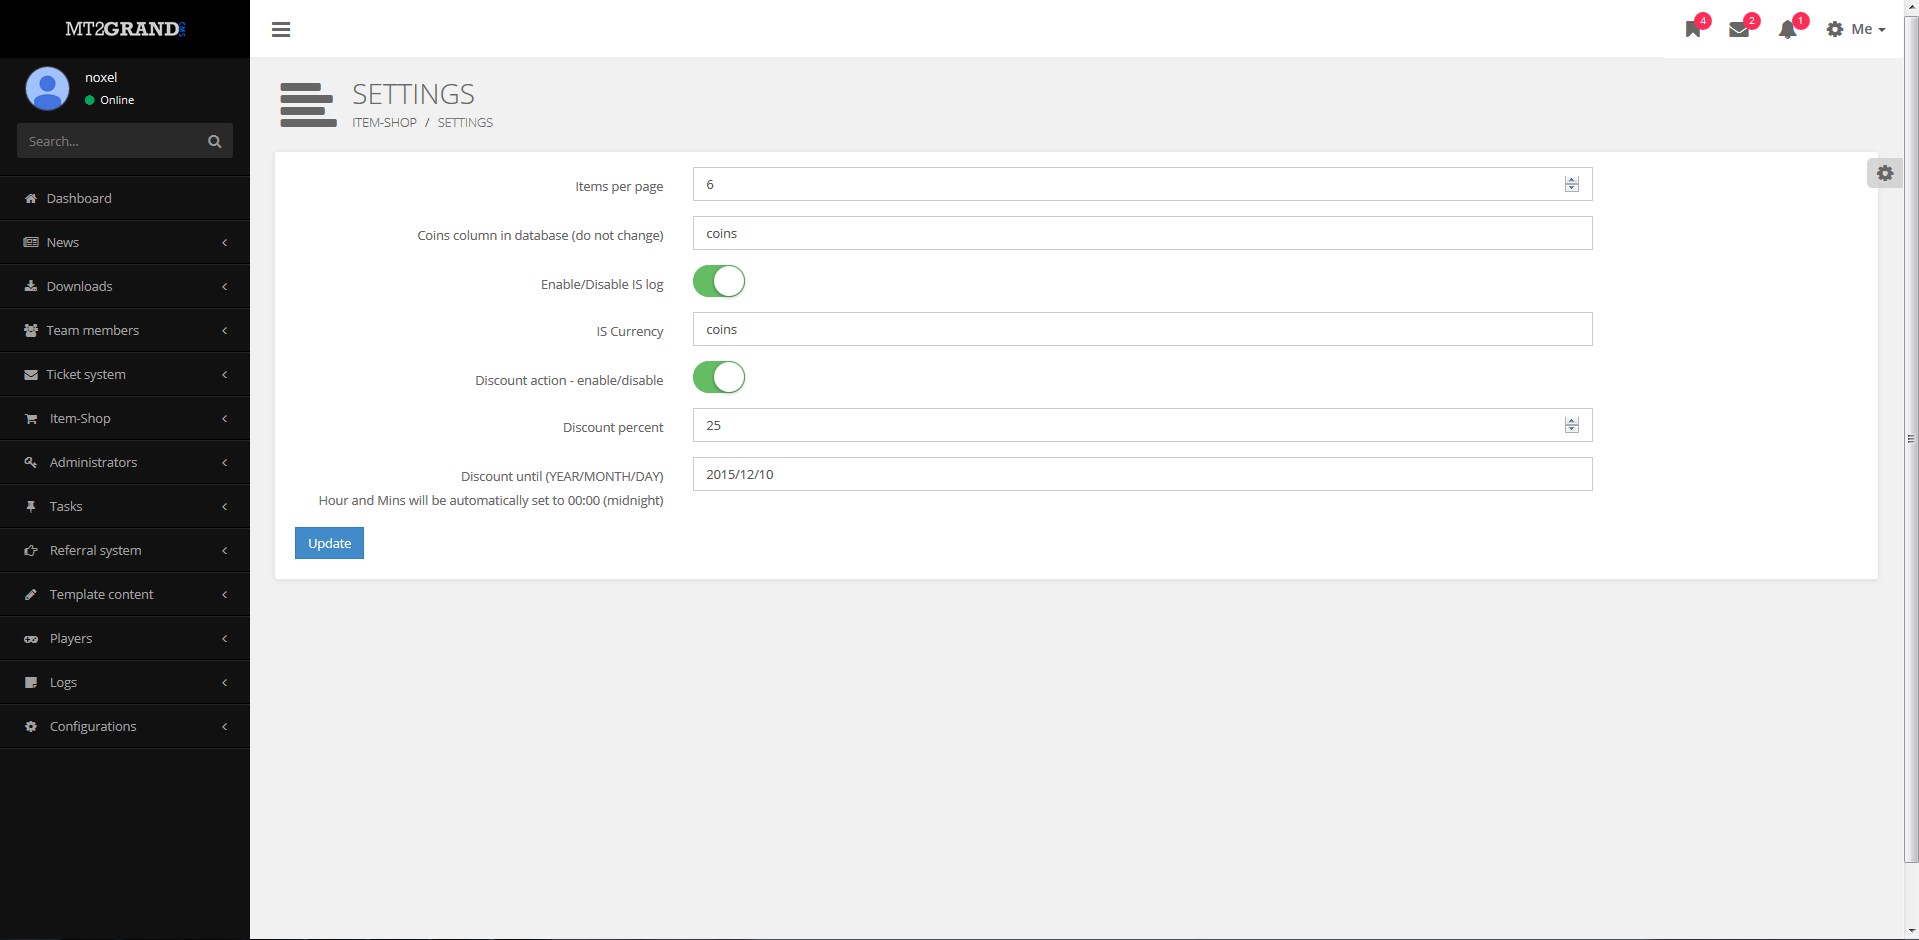 MT2GRAND
noxel
Online
Search...
Dashboard
News
Downloads
Team members
Ticket system
Item-Shop
Administrators
Tasks
Referral system
Template content
Players
Logs
Configurations
4
2
1
Me
SETTINGS
ITEM-SHOP / SETTINGS
Items per page
6
Coins column in database (do not change)
coins
Enable/Disable IS log
IS Currency
coins
Discount action - enable/disable
Discount percent
25
Discount until (YEAR/MONTH/DAY)
2015/12/10
Hour and Mins will be automatically set to 00:00 (midnight)
Update